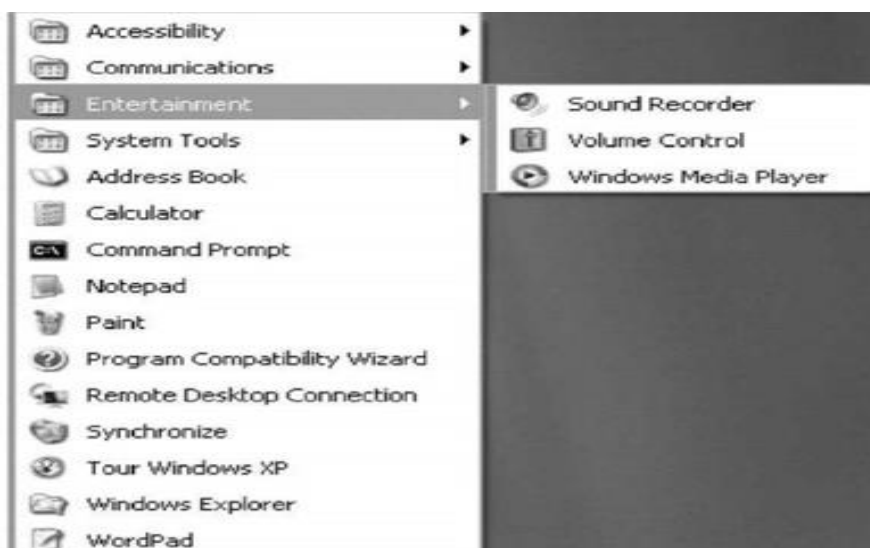 Accessibility
Communications
Entertainment
Sound Recorder
System Tools
Volume Control
Address Book
Windows Media Player
Calculator
C:\
Command Prompt
Notepad
Paint
Program Compatibility Wizard
Remote Desktop Connection
Synchronize
Tour Windows XP
Windows Explorer
WordPad